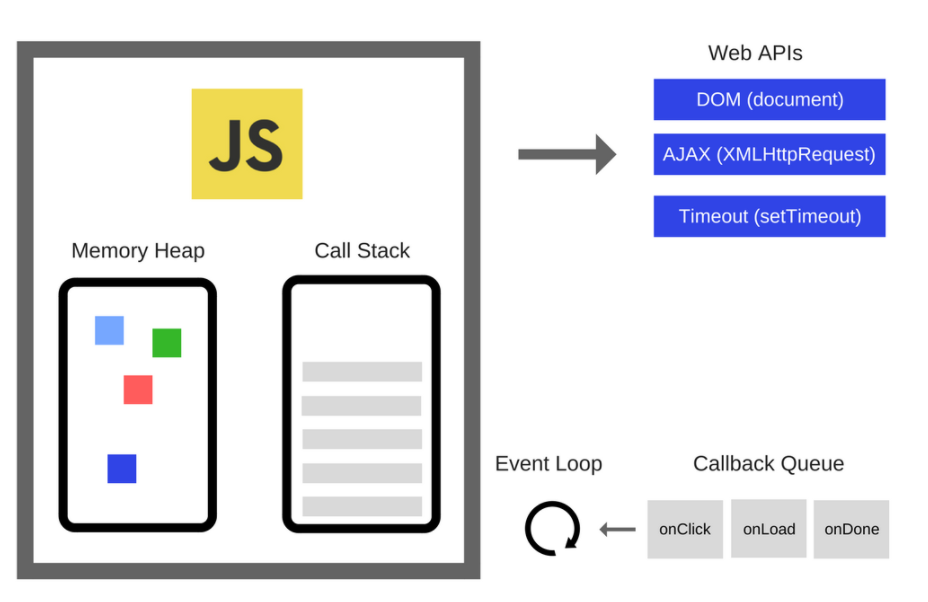 JS
Memory Heap
Call Stack
Web APIs
DOM (document)
AJAX (XMLHttpRequest)
Timeout (setTimeout)
Event Loop
Callback Queue
onClick
onLoad
onDone